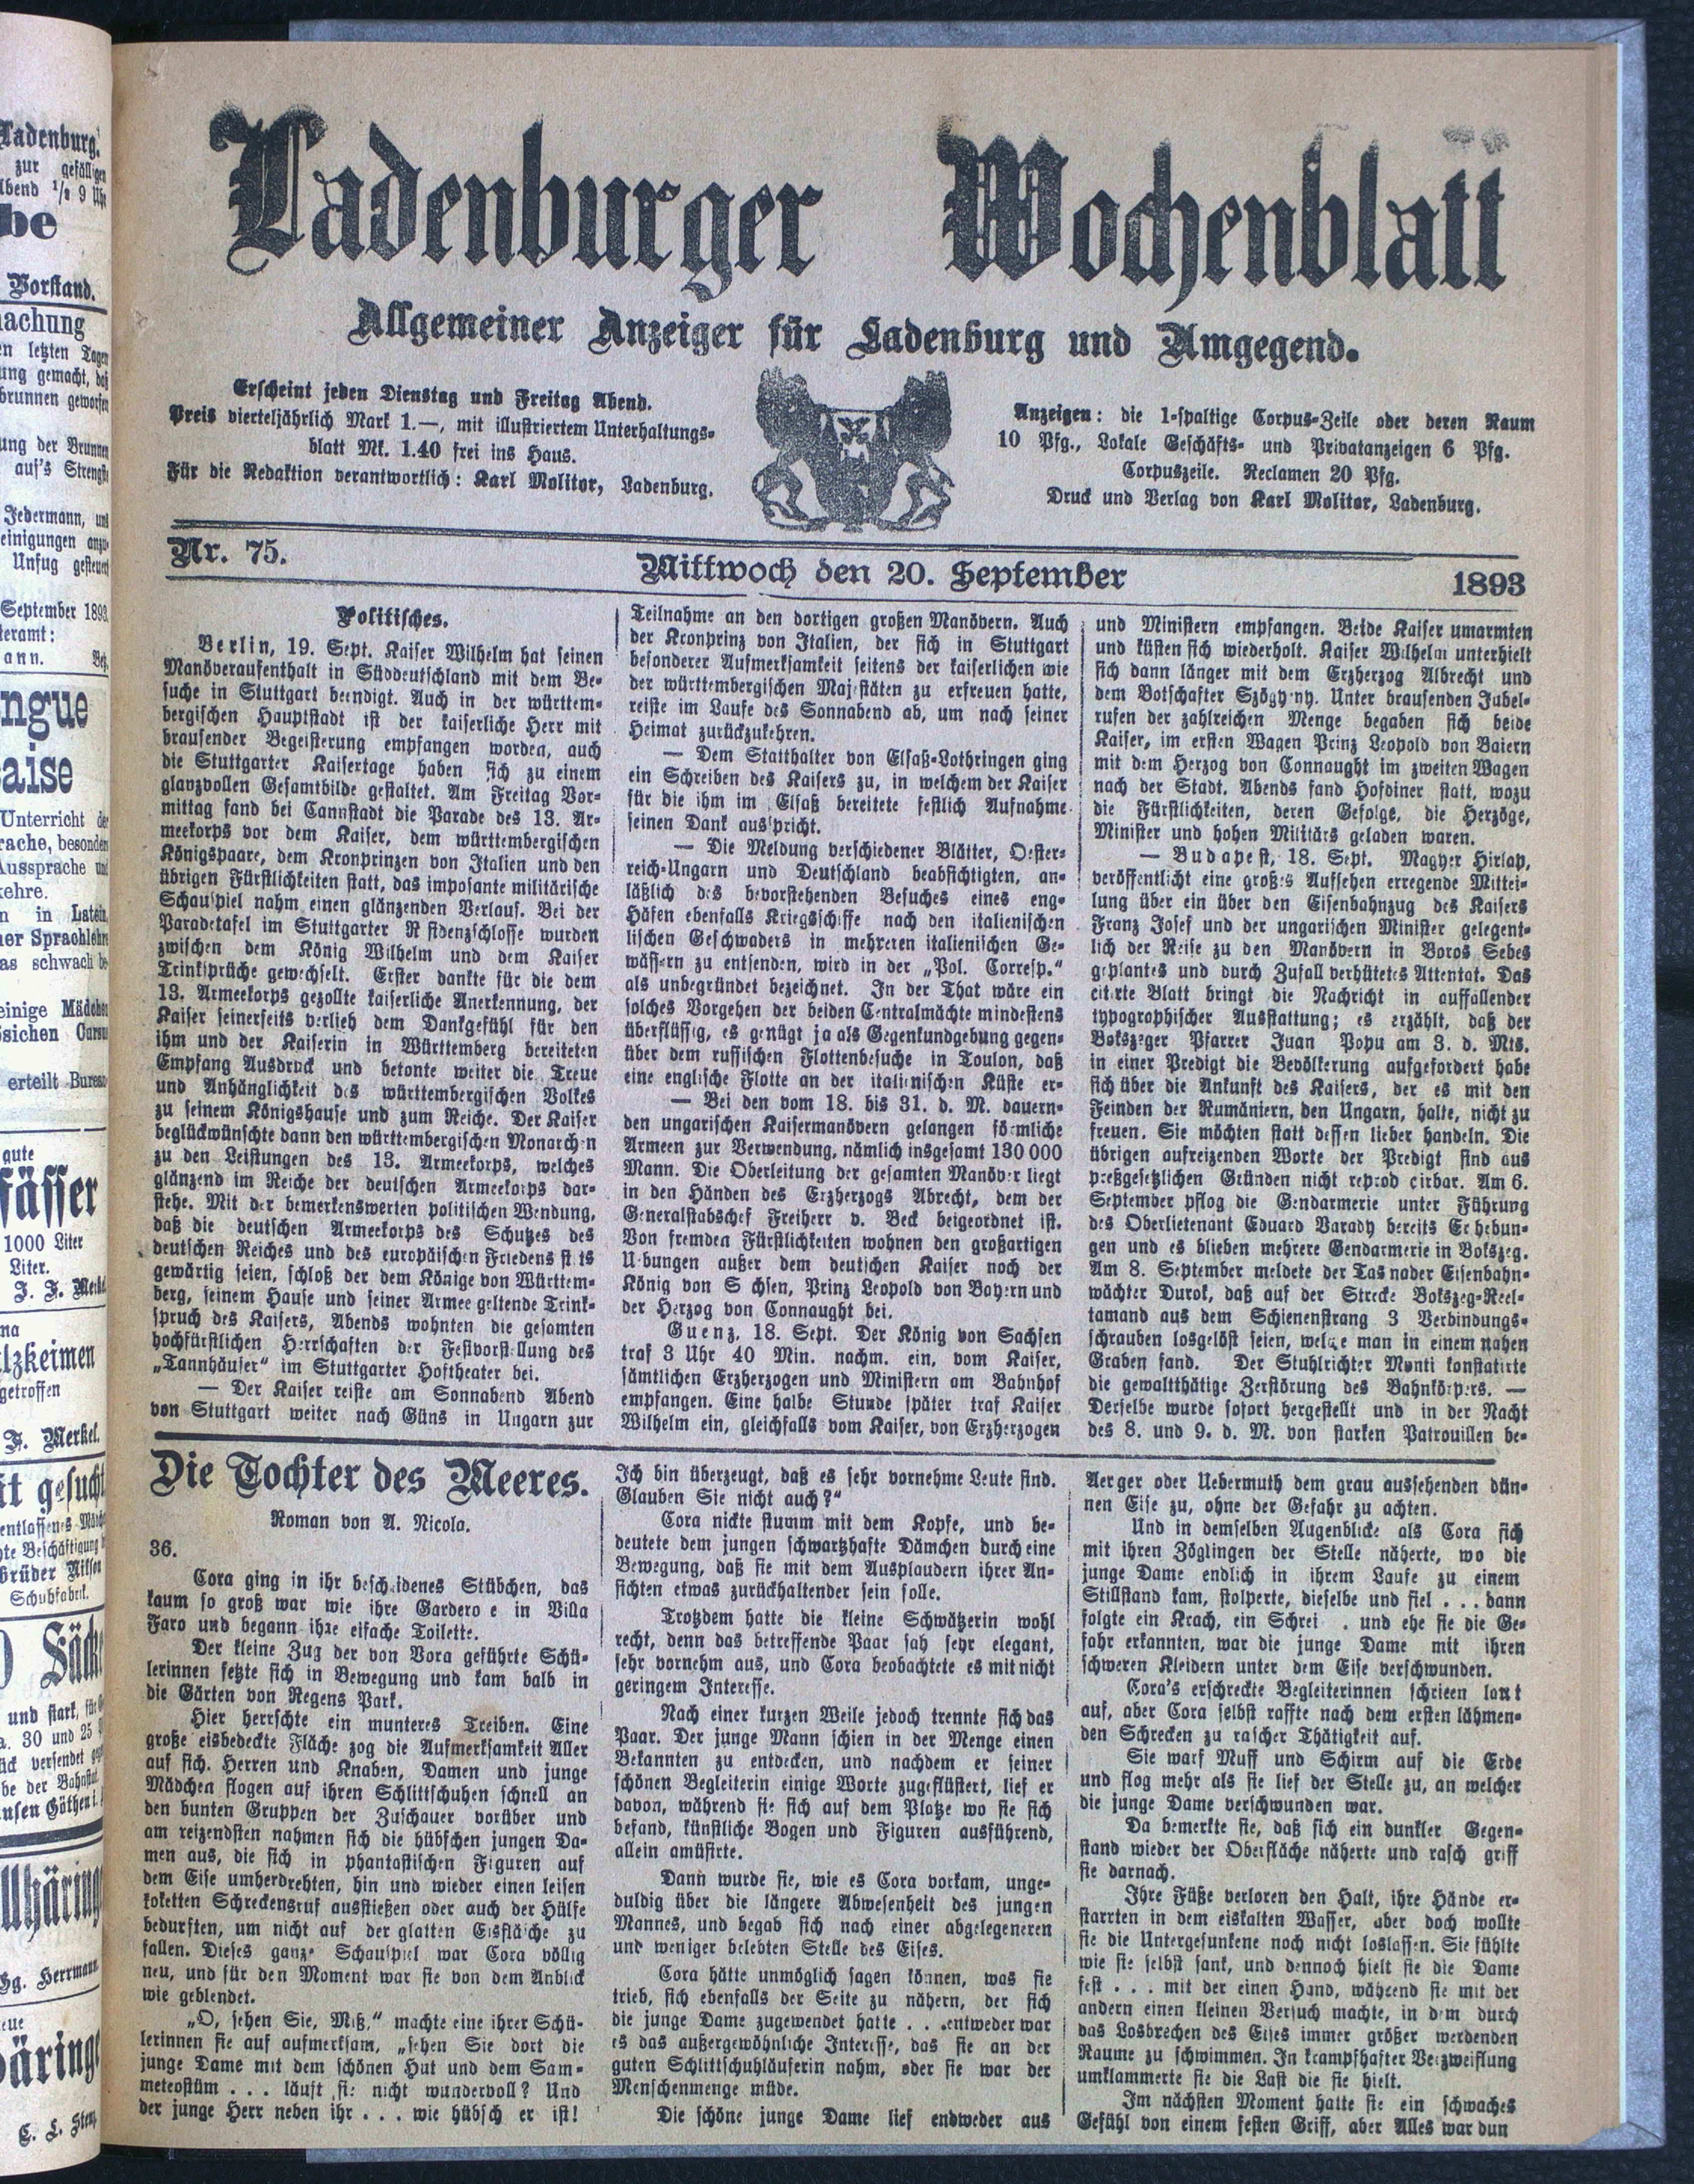 Ladenburger Wochenblatt
Allgemeiner Anzeiger für Ladenburg und Umgegend.
Erscheint jeden Dienstag und Freitag Abend.
Preis vierteljährlich Mark 1.—, mit illustriertem Unterhaltungs-
blatt Mk. 1.40 frei ins Haus.
Für die Redaktion verantwortlich: Karl Molitor, Ladenburg.
Anzeigen: die 1-spaltige Corpus-Zeile oder deren Raum
10 Pfg., Lokale Geschäfts- und Privatanzeigen 6 Pfg.
Corpuszeile. Reclamen 20 Pfg.
Druck und Verlag von Karl Molitor, Ladenburg.
Nr. 75.
Mittwoch den 20. September
1893
Politisches.
Berlin, 19. Sept. Kaiser Wilhelm hat seinen
Manöveraufenthalt in Süddeutschland mit dem Be-
suche in Stuttgart beendigt. Auch in der württem-
bergischen Hauptstadt ist der kaiserliche Herr mit
brausender Begeisterung empfangen worden, auch
die Stuttgarter Kaisertage haben sich zu einem
glanzvollen Gesamtbilde gestaltet. Am Freitag Vor-
mittag fand bei Cannstadt die Parade des 13. Ar-
meekorps vor dem Kaiser, dem württembergischen
Königspaare, dem Kronprinzen von Italien und den
übrigen Fürstlichkeiten statt, das imposante militärische
Schauspiel nahm einen glänzenden Verlauf. Bei der
Paradetafel im Stuttgarter R sidenzschlosse wurden
zwischen dem König Wilhelm und dem Kaiser
Trinksprüche gewechselt. Erster dankte für die dem
13. Armeekorps gezollte kaiserliche Anerkennung, der
Kaiser seinerseits verlieh dem Dankgefühl für den
ihm und der Kaiserin in Württemberg bereiteten
Empfang Ausdruck und betonte weiter die Treue
und Anhänglichkeit des württembergischen Volkes
zu seinem Königshause und zum Reiche. Der Kaiser
beglückwünschte dann den württembergischen Monarchen
zu den Leistungen des 13. Armeekorps, welches
glänzend im Reiche der deutschen Armeekorps dar-
stehe. Mit der bemerkenswerten politischen Wendung,
daß die deutschen Armeekorps des Schutzes des
deutschen Reiches und des europäischen Friedens st ts
gewärtig seien, schloß der dem Könige von Württem-
berg, seinem Hause und seiner Armee geltende Trink-
spruch des Kaisers, Abends wohnten die gesamten
hochfürstlichen Herrschaften der Festvorstellung des
„Tannhäuser“ im Stuttgarter Hoftheater bei.
— Der Kaiser reiste am Sonnabend Abend
von Stuttgart weiter nach Güns in Ungarn zur
Teilnahme an den dortigen großen Manövern. Auch
der Kronprinz von Italien, der sich in Stuttgart
besonderer Aufmerksamkeit seitens der kaiserlichen wie
der württembergischen Majestäten zu erfreuen hatte,
reiste im Laufe des Sonnabend ab, um nach seiner
Heimat zurückzukehren.
— Dem Statthalter von Elsaß-Lothringen ging
ein Schreiben des Kaisers zu, in welchem der Kaiser
für die ihm im Elsaß bereitete festlich Aufnahme
seinen Dank ausspricht.
— Die Meldung verschiedener Blätter, Oester-
reich-Ungarn und Deutschland beabsichtigten, an-
läßlich des bevorstehenden Besuches eines eng-
Häfen ebenfalls Kriegsschiffe nach den italienischen
lischen Geschwaders in mehreren italienischen Ge-
wässern zu entsenden, wird in der „Pol. Corresp.“
als unbegründet bezeichnet. In der That wäre ein
solches Vorgehen der beiden Centralmächte mindestens
überflüssig, es genügt ja als Gegenkundgebung gegen-
über dem russischen Flottenbesuche in Toulon, daß
eine englische Flotte an der italienischen Küste er-
— Bei den vom 18. bis 31. d. M. dauern-
den ungarischen Kaisermanövern gelangen förmliche
Armeen zur Verwendung, nämlich insgesamt 130 000
Mann. Die Oberleitung der gesamten Manöver liegt
in den Händen des Erzherzogs Abrecht, dem der
Generalstabschef Freiherr v. Beck beigeordnet ist.
Von fremden Fürstlichkeiten wohnen den großartigen
U bungen außer dem deutschen Kaiser noch der
König von S chsen, Prinz Leopold von Bayern und
der Herzog von Connaught bei.
Guenz, 18. Sept. Der König von Sachsen
traf 3 Uhr 40 Min. nachm. ein, vom Kaiser,
sämtlichen Erzherzogen und Ministern am Bahnhof
empfangen. Eine halbe Stunde später traf Kaiser
Wilhelm ein, gleichfalls vom Kaiser, von Erzherzogen
und Ministern empfangen. Beide Kaiser umarmten
und küsten sich wiederholt. Kaiser Wilhelm unterhielt
sich dann länger mit dem Erzherzog Albrecht und
dem Botschafter Szögyeny. Unter brausenden Jubel-
rufen der zahlreichen Menge begaben sich beide
Kaiser, im ersten Wagen Prinz Leopold von Baiern
mit dem Herzog von Connaught im zweiten Wagen
nach der Stadt. Abends fand Hofdiner statt, wozu
die Fürstlichkeiten, deren Gefolge, die Herzöge,
Minister und hohen Militärs geladen waren.
— Budapest, 18. Sept. Magyer Hirlap,
veröffentlicht eine großes Aufsehen erregende Mittei-
lung über ein über den Eisenbahnzug des Kaisers
Franz Josef und der ungarischen Minister gelegent-
lich der Reise zu den Manövern in Boros Sebes
geplantes und durch Zufall verhütetes Attentat. Das
citirte Blatt bringt die Nachricht in auffallender
typographischer Ausstattung; es erzählt, daß der
Bokszeger Pfarrer Juan Popu am 3. d. Mts.
in einer Predigt die Bevölkerung aufgefordert habe
sich über die Ankunft des Kaisers, der es mit den
Feinden der Rumäniern, den Ungarn, halte, nicht zu
freuen. Sie möchten statt dessen lieber handeln. Die
übrigen aufreizenden Worte der Predigt sind aus
preßgesetzlichen Gründen nicht reprod cirbar. Am 6.
September pflog die Gendarmerie unter Führung
des Oberlietenant Eduard Varady bereits Erhebun-
gen und es blieben mehrere Gendarmerie in Bokszeg.
Am 8. September meldete der Tasnader Eisenbahn-
wächter Durok, daß auf der Strecke Bokszeg-Reel-
tamand aus dem Schienenstrang 3 Verbindungs-
schrauben losgelöst seien, welche man in einem nahen
Graben fand. Der Stuhlrichter Munti konstatirte
die gewaltthätige Zerstörung des Bahnkörpers. —
Derselbe wurde sofort hergestellt und in der Nacht
des 8. und 9. d. M. von starken Patrouillen be-
Die Tochter des Meeres.
Roman von A. Nicola.
36.
Cora ging in ihr bescheidenes Stübchen, das
kaum so groß war wie ihre Gardero e in Villa
Faro und begann ihre eifache Toilette.
Der kleine Zug der von Vora geführte Schü-
lerinnen setzte sich in Bewegung und kam balb in
die Gärten von Regens Park.
Hier herrschte ein munteres Treiben. Eine
große eisbedeckte Fläche zog die Aufmerksamkeit Aller
auf sich. Herren und Knaben, Damen und junge
Mädchen flogen auf ihren Schlittschuhen schnell an
den bunten Gruppen der Zuschauer vorüber und
am reizendsten nahmen sich die hübschen jungen Da-
men aus, die sich in phantastischen Figuren auf
dem Eise umherdrehten, hin und wieder einen leisen
koketten Schreckensruf ausstießen oder auch der Hülfe
bedurften, um nicht auf der glatten Eisfläche zu
fallen. Dieses ganze Schauspiel war Cora völlig
neu, und für den Moment war sie von dem Anblick
wie geblendet.
„O, sehen Sie, Miß.“ machte eine ihrer Schü-
lerinnen sie auf aufmerksam, „sehen Sie dort die
junge Dame mit dem schönen Hut und dem Sam-
meteostüm . . . läuft sie nicht wundervoll? Und
der junge Herr neben ihr . . . wie hübsch er ist!
Ich bin überzeugt, daß es sehr vornehme Leute sind.
Glauben Sie nicht auch?“
Cora nickte stumm mit dem Kopfe, und be-
deutete dem jungen schwartzhafte Dämchen durch eine
Bewegung, daß sie mit dem Ausplaudern ihrer An-
sichten etwas zurückhaltender sein solle.
Trotzdem hatte die kleine Schwätzerin wohl
recht, denn das betreffende Paar sah sehr elegant,
sehr vornehm aus, und Cora beobachtete es mit nicht
geringem Interesse.
Nach einer kurzen Weile jedoch trennte sich das
Paar. Der junge Mann schien in der Menge einen
Bekannten zu entdecken, und nachdem er seiner
schönen Begleiterin einige Worte zugeflüstert, lief er
davon, während sie sich auf dem Platze wo sie sich
befand, künstliche Bogen und Figuren ausführend,
allein amüsirte.
Dann wurde sie, wie es Cora vorkam, unge-
duldig über die längere Abwesenheit des jungen
Mannes, und begab sich nach einer abgelegeneren
und weniger belebten Stelle des Eises.
Cora hätte unmöglich sagen können, was sie
trieb, sich ebenfalls der Seite zu nähern, der sich
die junge Dame zugewendet hatte . . . entweder war
es das außergewöhnliche Interesse, das sie an der
guten Schlittschuhläuferin nahm, oder sie war der
Menschenmenge müde.
Die schöne junge Dame lief endweder aus
Aerger oder Uebermuth dem grau aussehenden dün-
nen Eise zu, ohne der Gefahr zu achten.
Und in demselben Augenblicke als Cora sich
mit ihren Zöglingen der Stelle näherte, wo die
junge Dame endlich in ihrem Laufe zu einem
Stillstand kam, stolperte, dieselbe und fiel . . . dann
folgte ein Krach, ein Schrei . und ehe sie die Ge-
fahr erkannten, war die junge Dame mit ihren
schweren Kleidern unter dem Eise verschwunden.
Cora's erschreckte Begleiterinnen schrieen laut
auf, aber Cora selbst raffte nach dem ersten lähmen-
den Schrecken zu rascher Thätigkeit auf.
Sie warf Muff und Schirm auf die Erde
und flog mehr als sie lief der Stelle zu, an welcher
die junge Dame verschwunden war.
Da bemerkte sie, daß sich ein dunkler Gegen-
stand wieder der Oberfläche näherte und rasch griff
sie darnach.
Ihre Füße verloren den Halt, ihre Hände er-
starrten in dem eiskalten Wasser, aber doch wollte
sie die Untergesunkene noch nicht loslassen. Sie fühlte
wie sie selbst sank, und dennoch hielt sie die Dame
fest . . . mit der einen Hand, während sie mit der
andern einen kleinen Versuch machte, in dem durch
das Losbrechen des Eises immer größer werdenden
Raume zu schwimmen. In krampfhafter Verzweiflung
umklammerte sie die Last die sie hielt.
Im nächsten Moment hatte sie ein schwaches
Gefühl von einem festen Griff, aber Alles war dun